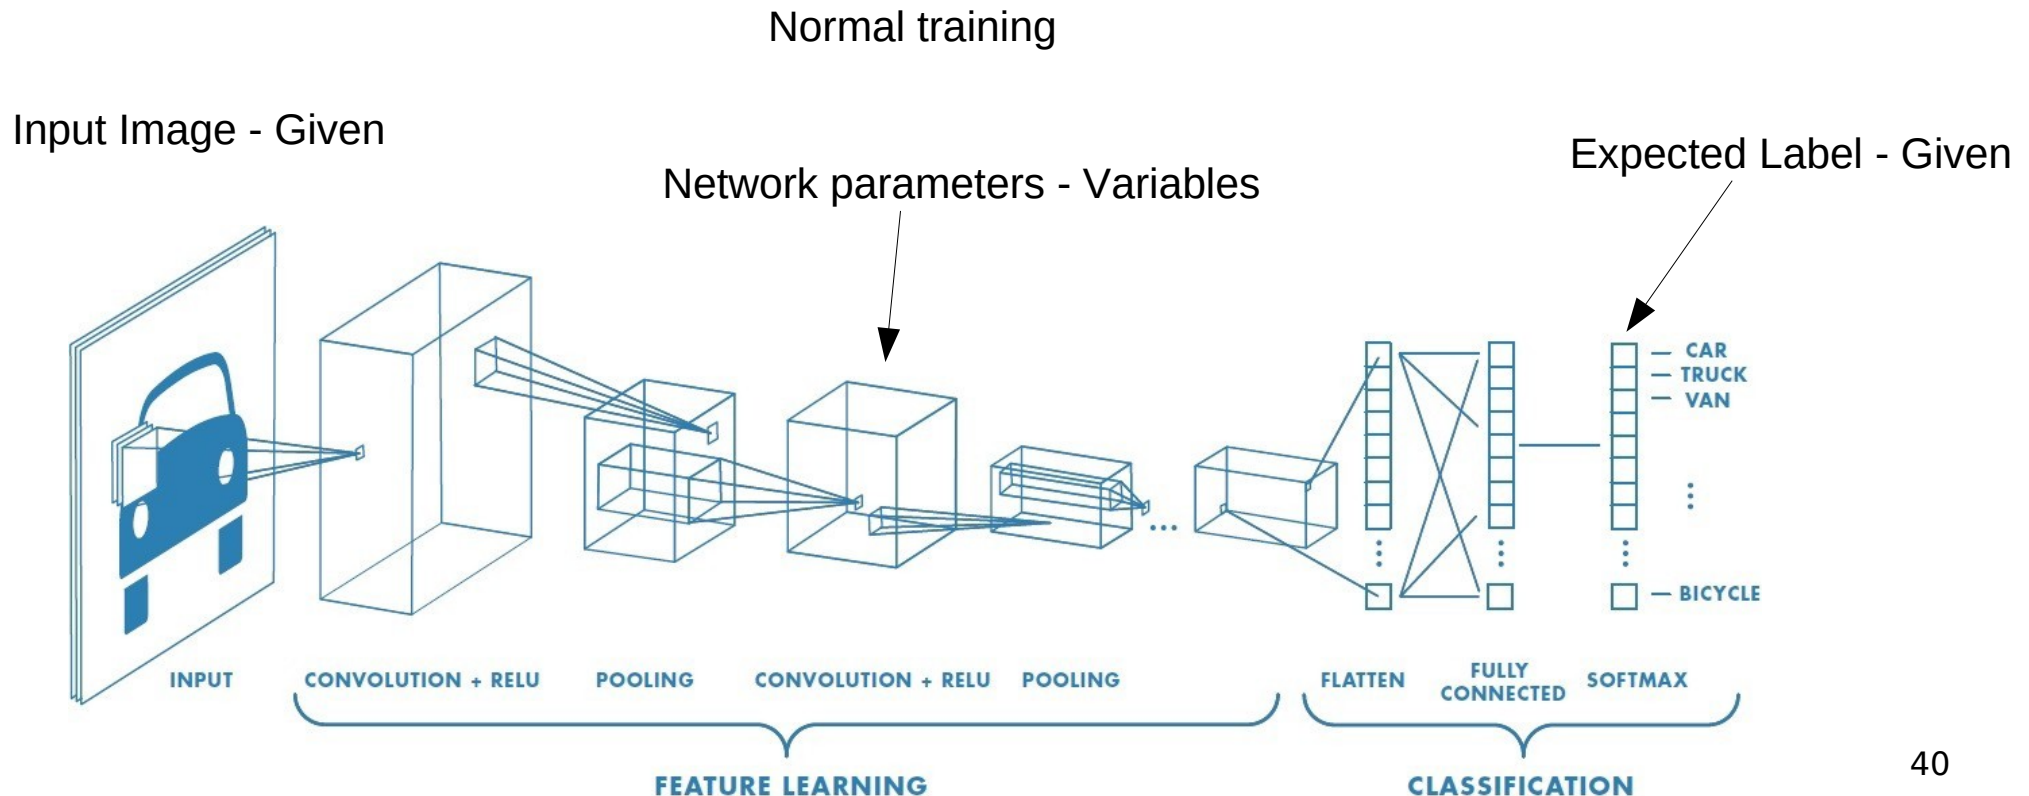 Normal training
Input Image - Given
Expected Label - Given
Network parameters - Variables
CAR
TRUCK
VAN
BICYCLE
INPUT
CONVOLUTION + RELU
POOLING
CONVOLUTION + RELU
POOLING
FLATTEN
FULLY
CONNECTED
SOFTMAX
FEATURE LEARNING
CLASSIFICATION
40